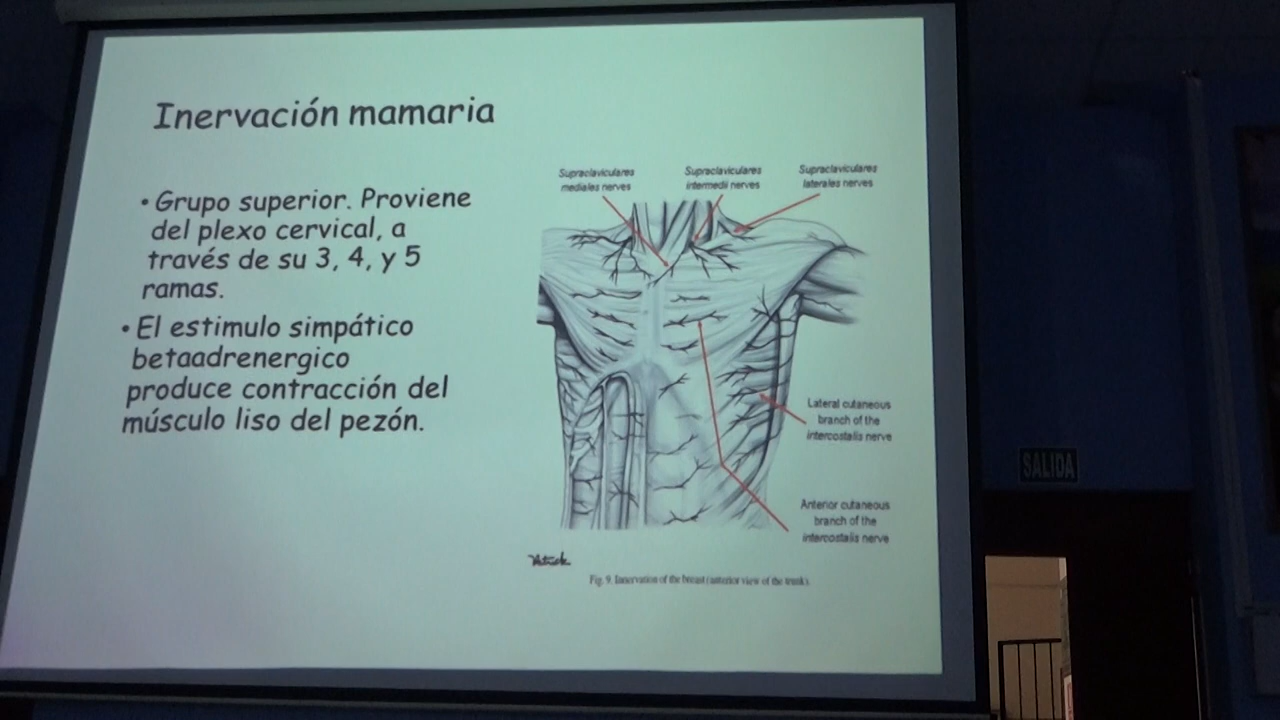 Inervación mamaria
• Grupo superior. Proviene
del plexo cervical, a
través de su 3, 4, y 5
ramas.
• El estimulo simpático
betaadrenergico
produce contracción del
músculo liso del pezón.
Supraclaviculares
mediales nerves
Supraclaviculares
intermedii nerves
Supraclaviculares
laterales nerves
Lateral cutaneous
branch of the
intercostalis nerve
Anterior cutaneous
branch of the
intercostalis nerve
Fig. 9. Innervation of the breast (anterior view of the trunk).
SALIDA